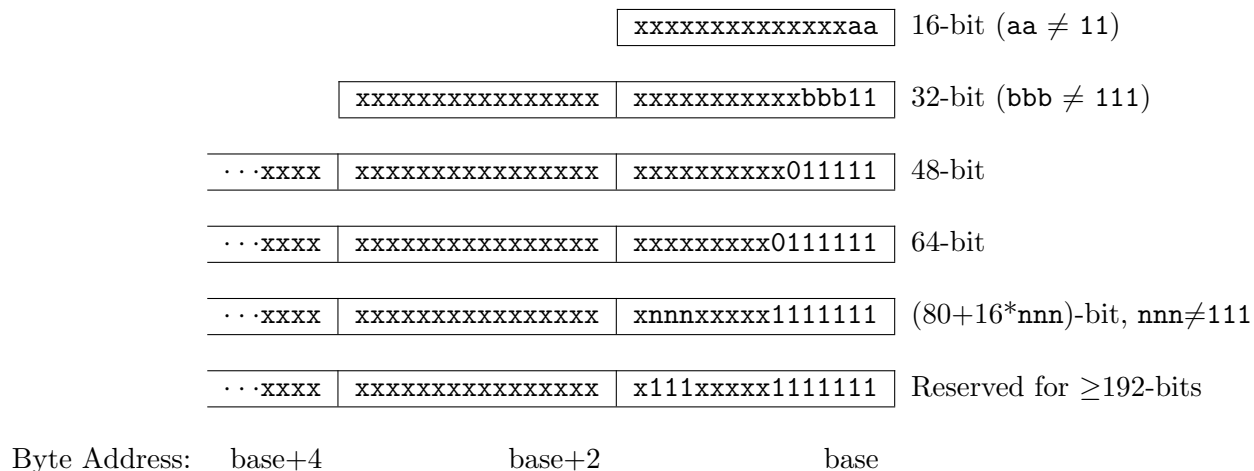 xxxxxxxxxxxxxxaa 16-bit (aa ≠ 11)
xxxxxxxxxxxxxxxx xxxxxxxxxxxbbb11 32-bit (bbb ≠ 111)
···xxxx xxxxxxxxxxxxxxxx xxxxxxxxxx011111 48-bit
···xxxx xxxxxxxxxxxxxxxx xxxxxxxxx0111111 64-bit
···xxxx xxxxxxxxxxxxxxxx xnnnxxxxx1111111 (80+16*nnn)-bit, nnn≠111
···xxxx xxxxxxxxxxxxxxxx x111xxxxx1111111 Reserved for ≥192-bits
Byte Address: base+4 base+2 base